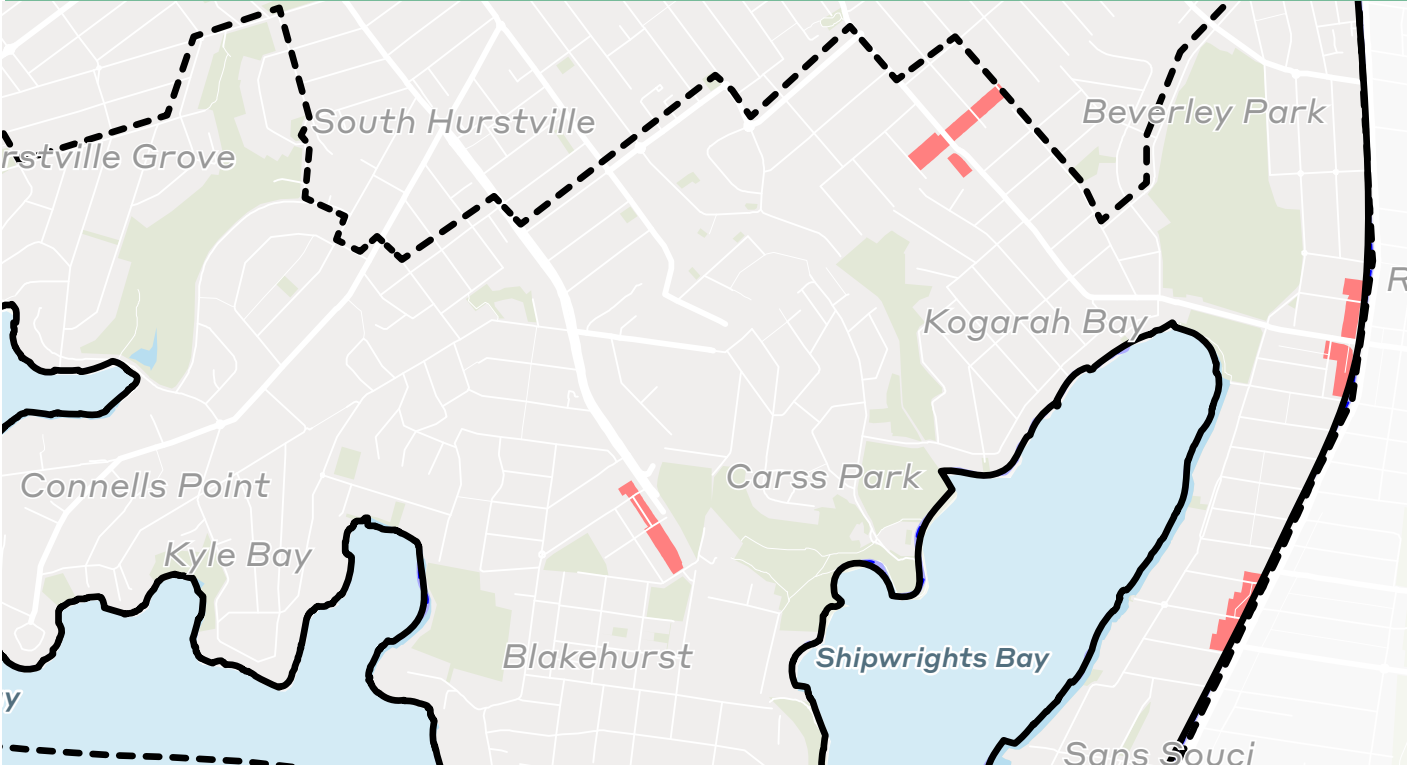 South Hurstville
Beverley Park
rstville Grove
R
Kogarah Bay
Connells Point
Carss Park
Kyle Bay
Blakehurst
Shipwrights Bay
y
Sans Souci